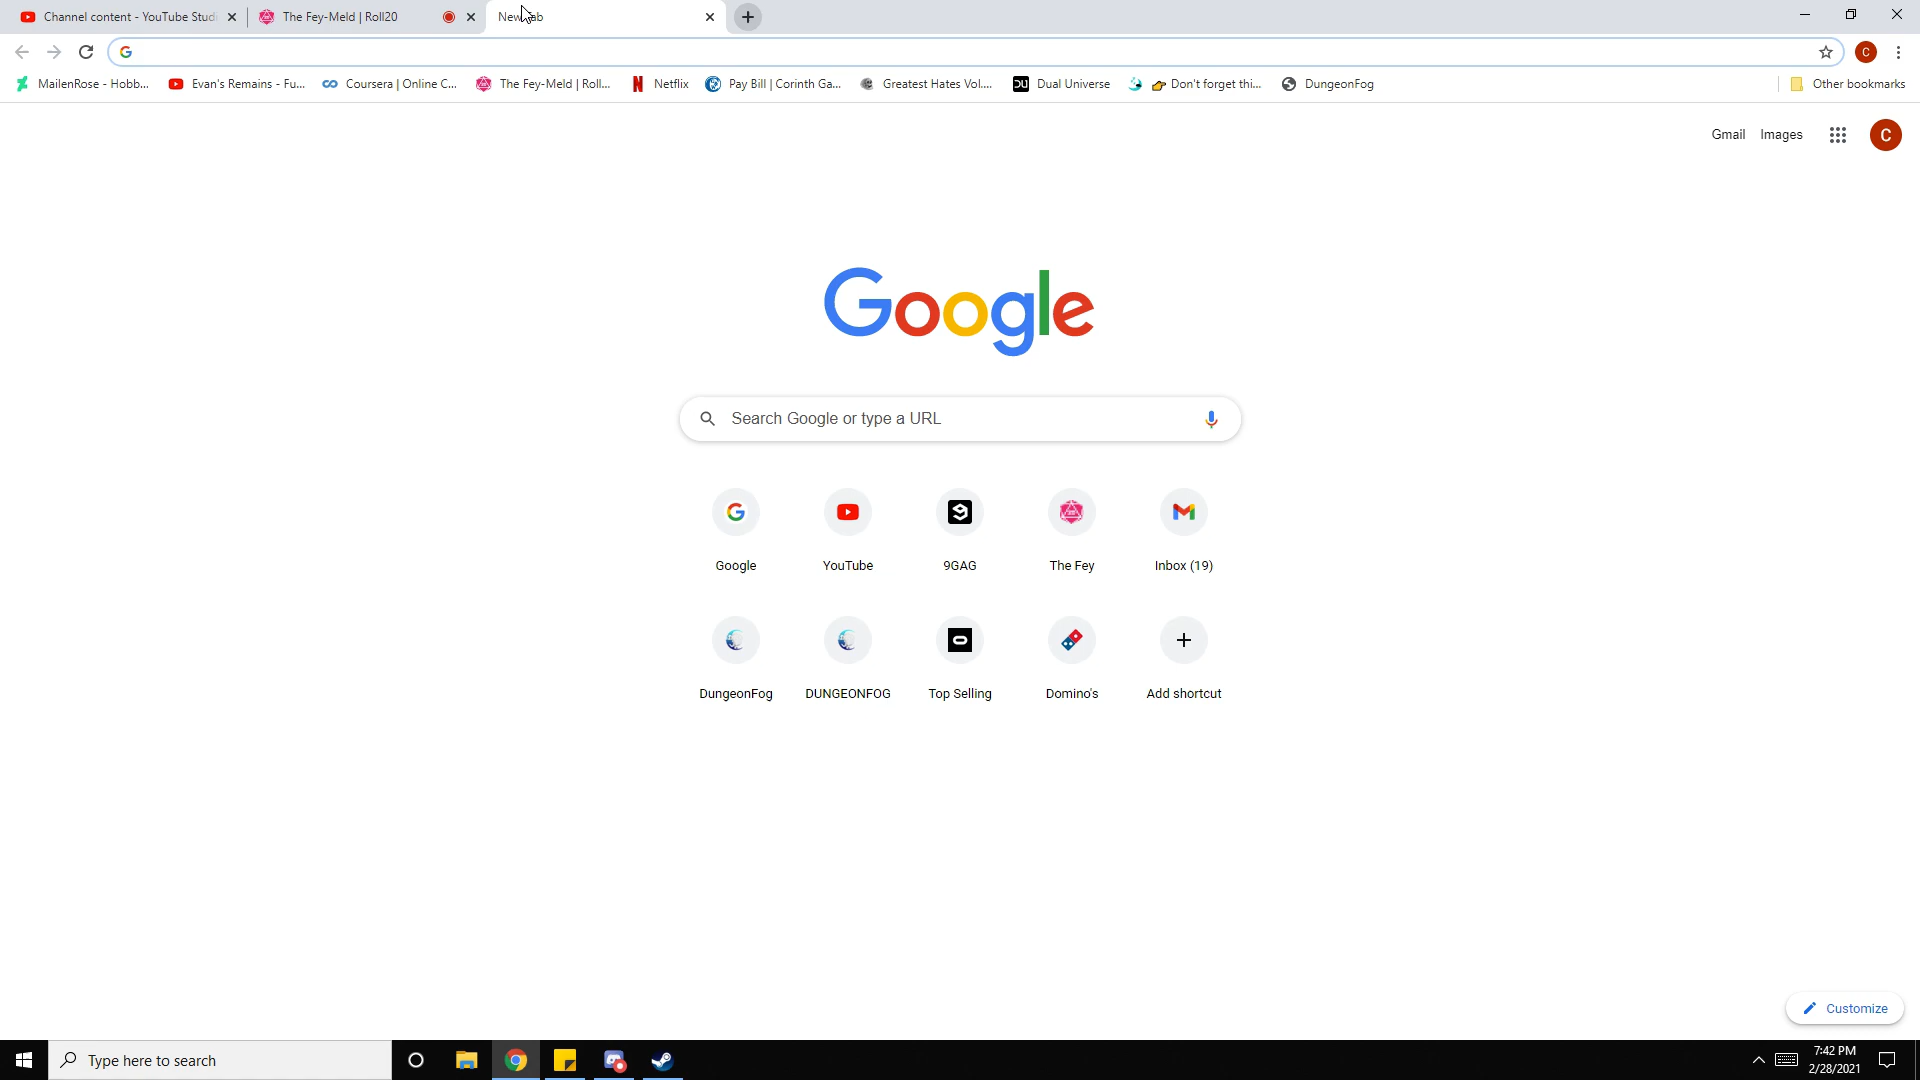 Channel content - YouTube Studi
The Fey-Meld | Roll20
New Tab
MailenRose - Hobb...
Evan's Remains - Fu...
Coursera | Online C...
The Fey-Meld | Roll...
Netflix
Pay Bill | Corinth Ga...
Greatest Hates Vol....
Dual Universe
Don't forget thi...
DungeonFog
Other bookmarks
Gmail
Images
C
C
Google
Search Google or type a URL
Google
YouTube
9GAG
The Fey
Inbox (19)
DungeonFog
DUNGEONFOG
Top Selling
Domino's
Add shortcut
Customize
Type here to search
7:42 PM
2/28/2021